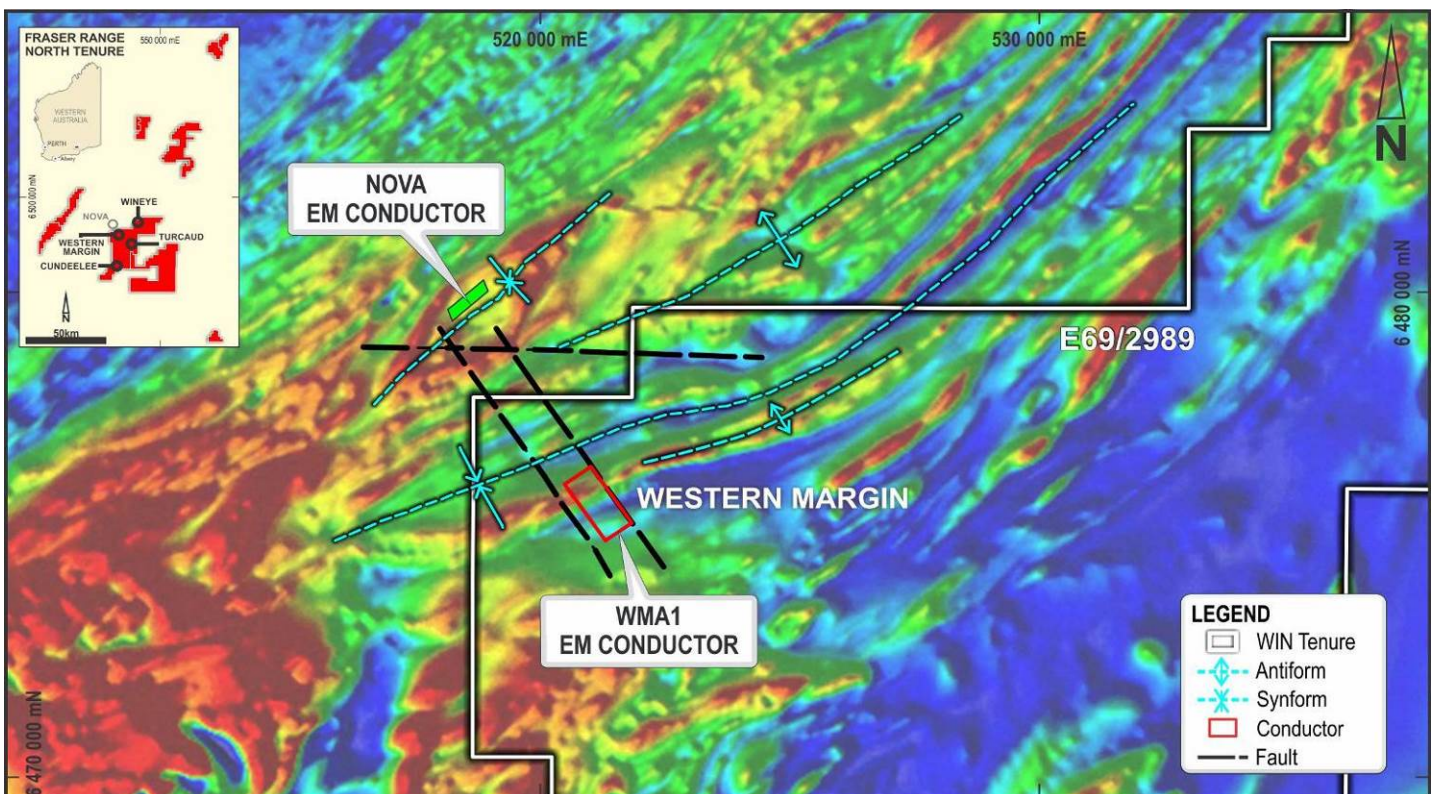 FRASER RANGE
NORTH TENURE
550 000 mE
WESTERN
AUSTRALIA
PERTH
Albany
6 500 000 mN
WINEYE
NOVA
WESTERN
MARGIN
TURCAUD
CUNDEELEE
N
50km
520 000 mE
530 000 mE
N
NOVA
EM CONDUCTOR
6 480 000 mN
E69/2989
WESTERN MARGIN
WMA1
EM CONDUCTOR
6 470 000 mN
LEGEND
WIN Tenure
Antiform
Synform
Conductor
Fault